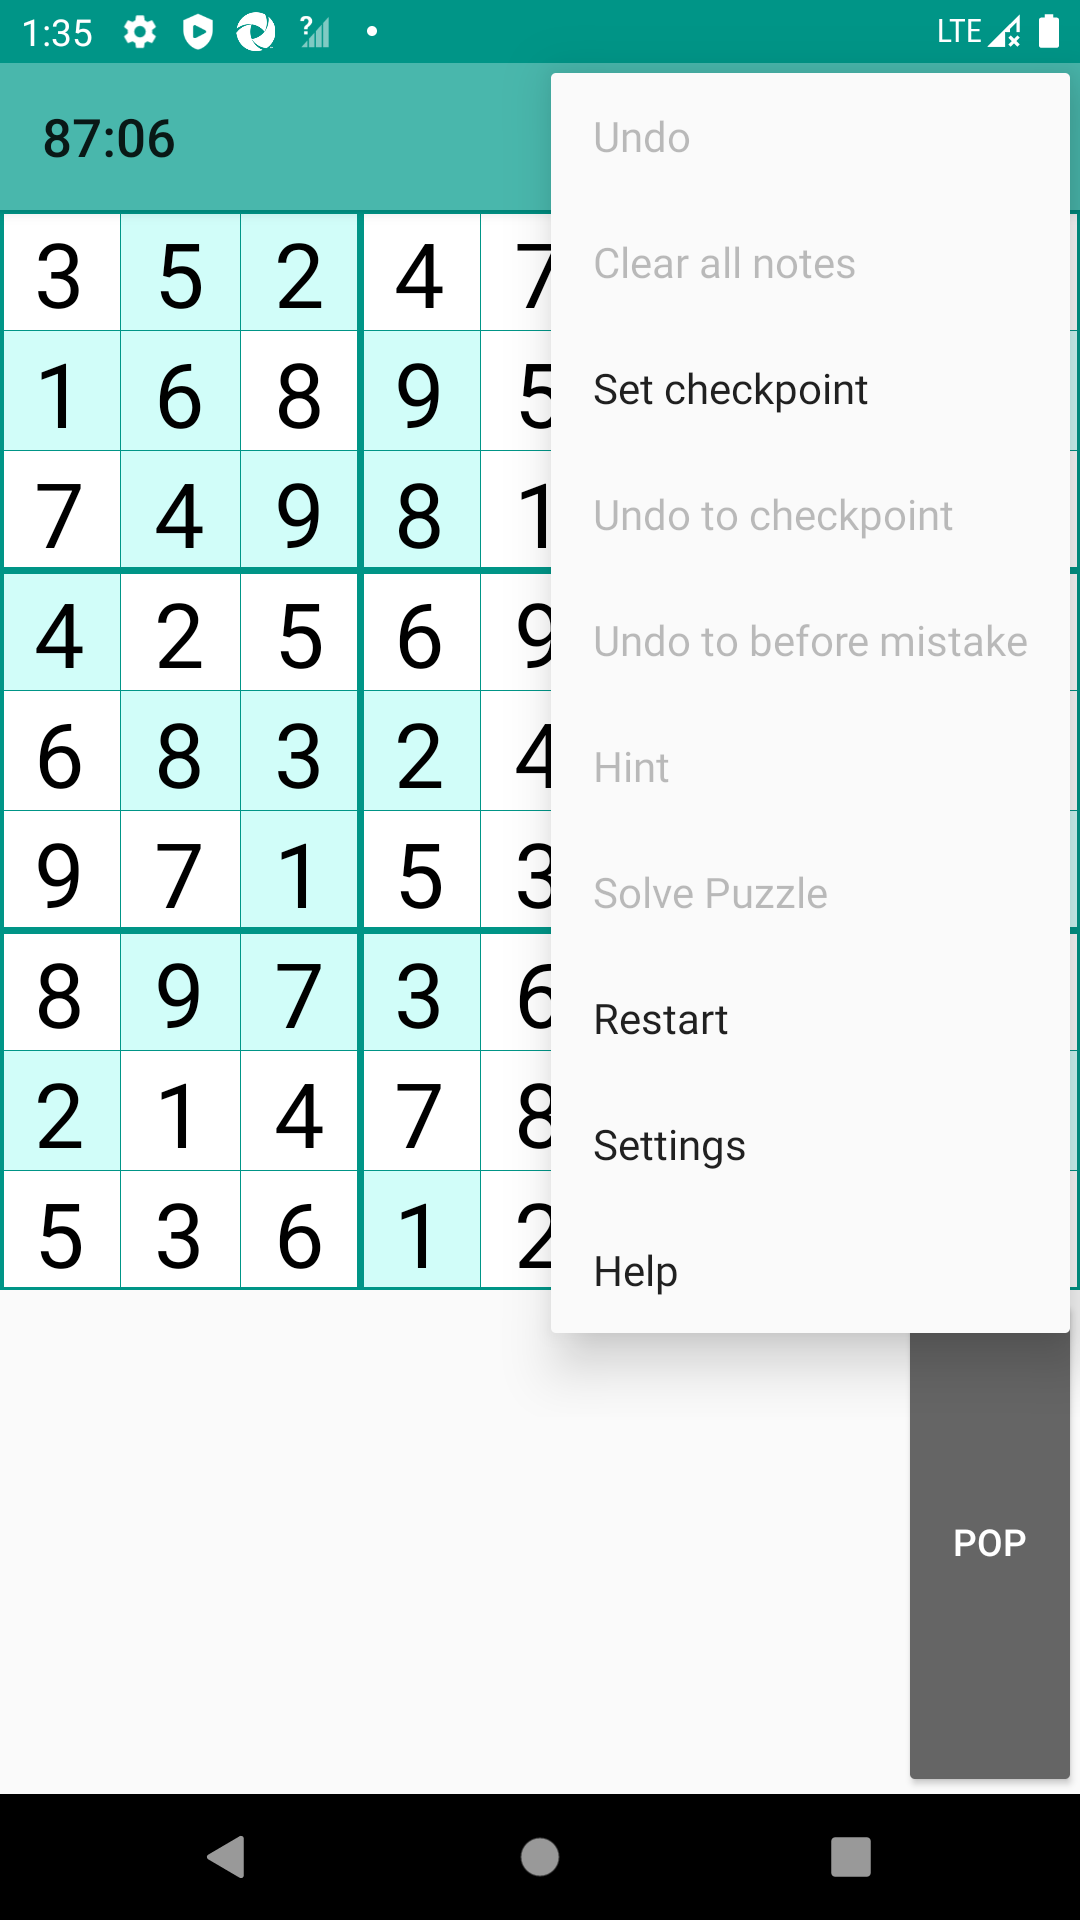 1:35 ? LTE
87:06
Undo
Clear all notes
Set checkpoint
Undo to checkpoint
Undo to before mistake
Hint
Solve Puzzle
Restart
Settings
Help
3 5 2 4 7
1 6 8 9 5
7 4 9 8 1
4 2 5 6 9
6 8 3 2 4
9 7 1 5 3
8 9 7 3 6
2 1 4 7 8
5 3 6 1 2
POP